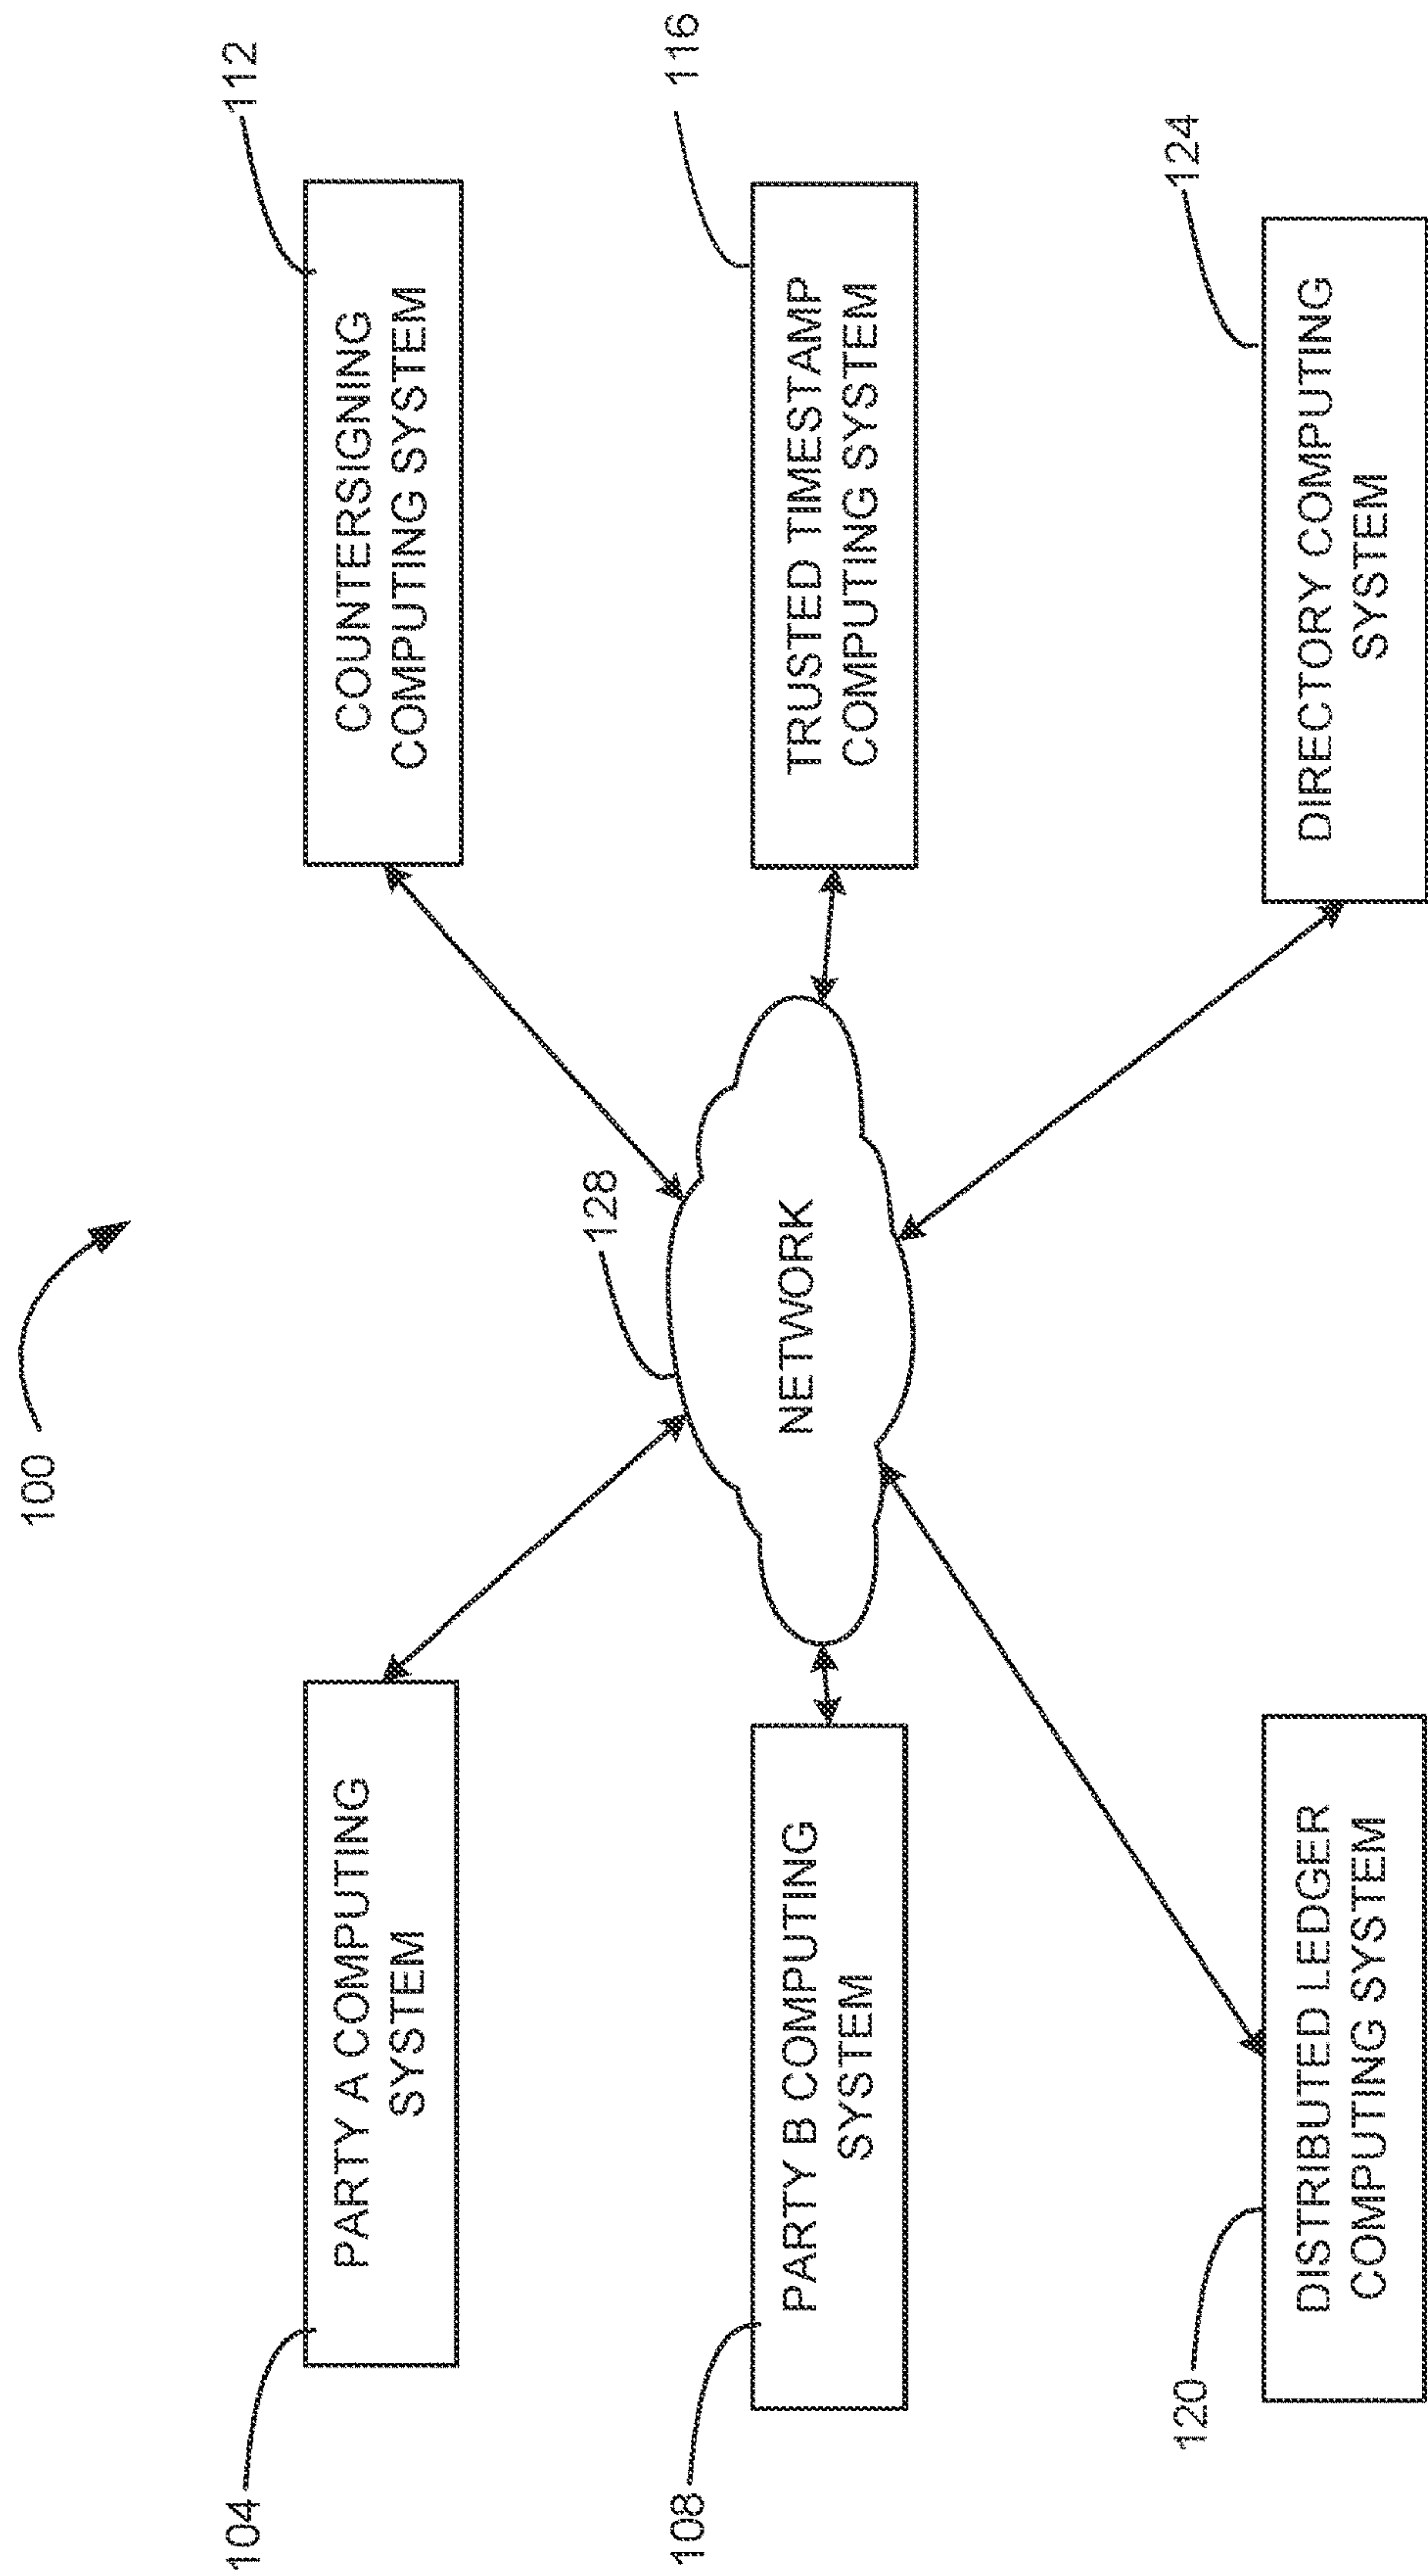 100
104
PARTY A COMPUTING
SYSTEM
112
COUNTERSIGNING
COMPUTING SYSTEM
128
NETWORK
108
PARTY B COMPUTING
SYSTEM
116
TRUSTED TIMESTAMP
COMPUTING SYSTEM
120
DISTRIBUTED LEDGER
COMPUTING SYSTEM
124
DIRECTORY COMPUTING
SYSTEM